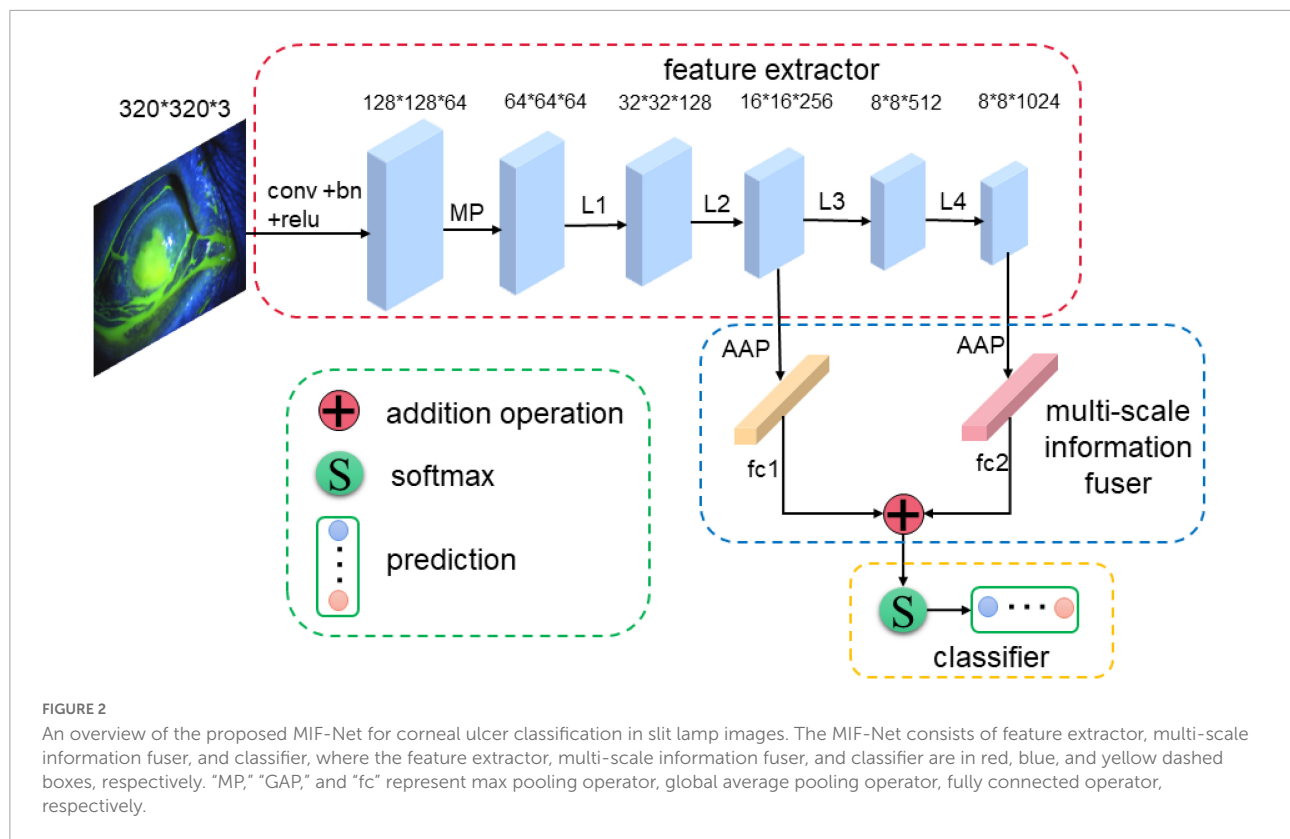 feature extractor
320*320*3
128*128*64
64*64*64
32*32*128
16*16*256
8*8*512
8*8*1024
conv +bn
+relu
MP
L1
L2
L3
L4
AAP
AAP
multi-scale
information
fuser
fc1
fc2
addition operation
S
softmax
prediction
S
classifier
FIGURE 2
An overview of the proposed MIF-Net for corneal ulcer classification in slit lamp images. The MIF-Net consists of feature extractor, multi-scale
information fuser, and classifier, where the feature extractor, multi-scale information fuser, and classifier are in red, blue, and yellow dashed
boxes, respectively. “MP,” “GAP,” and “fc” represent max pooling operator, global average pooling operator, fully connected operator,
respectively.